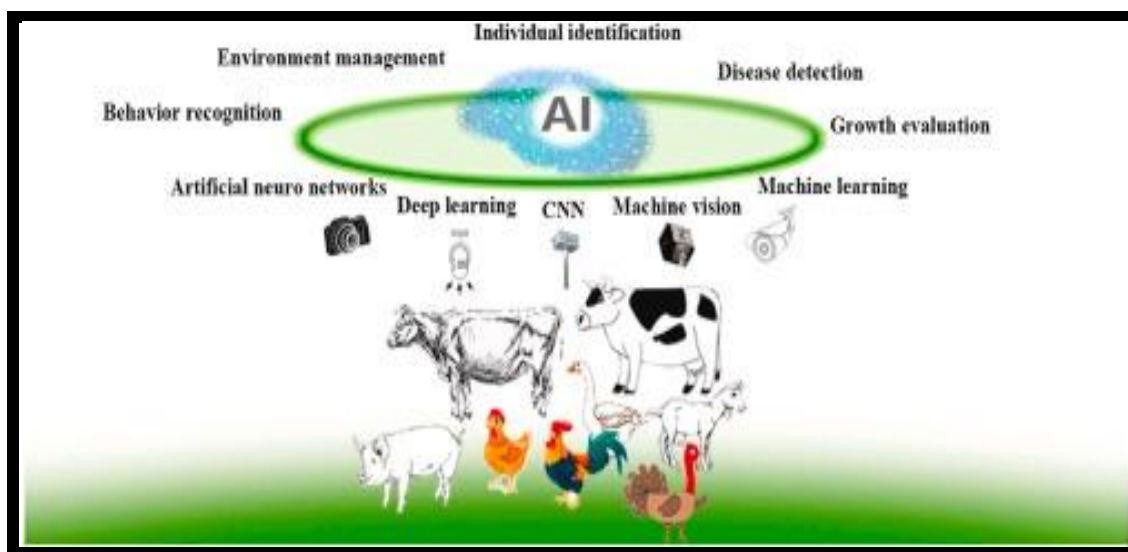 Individual identification
Environment management
Disease detection
Behavior recognition
AI
Growth evaluation
Artificial neuro networks
Deep learning
CNN
Machine vision
Machine learning